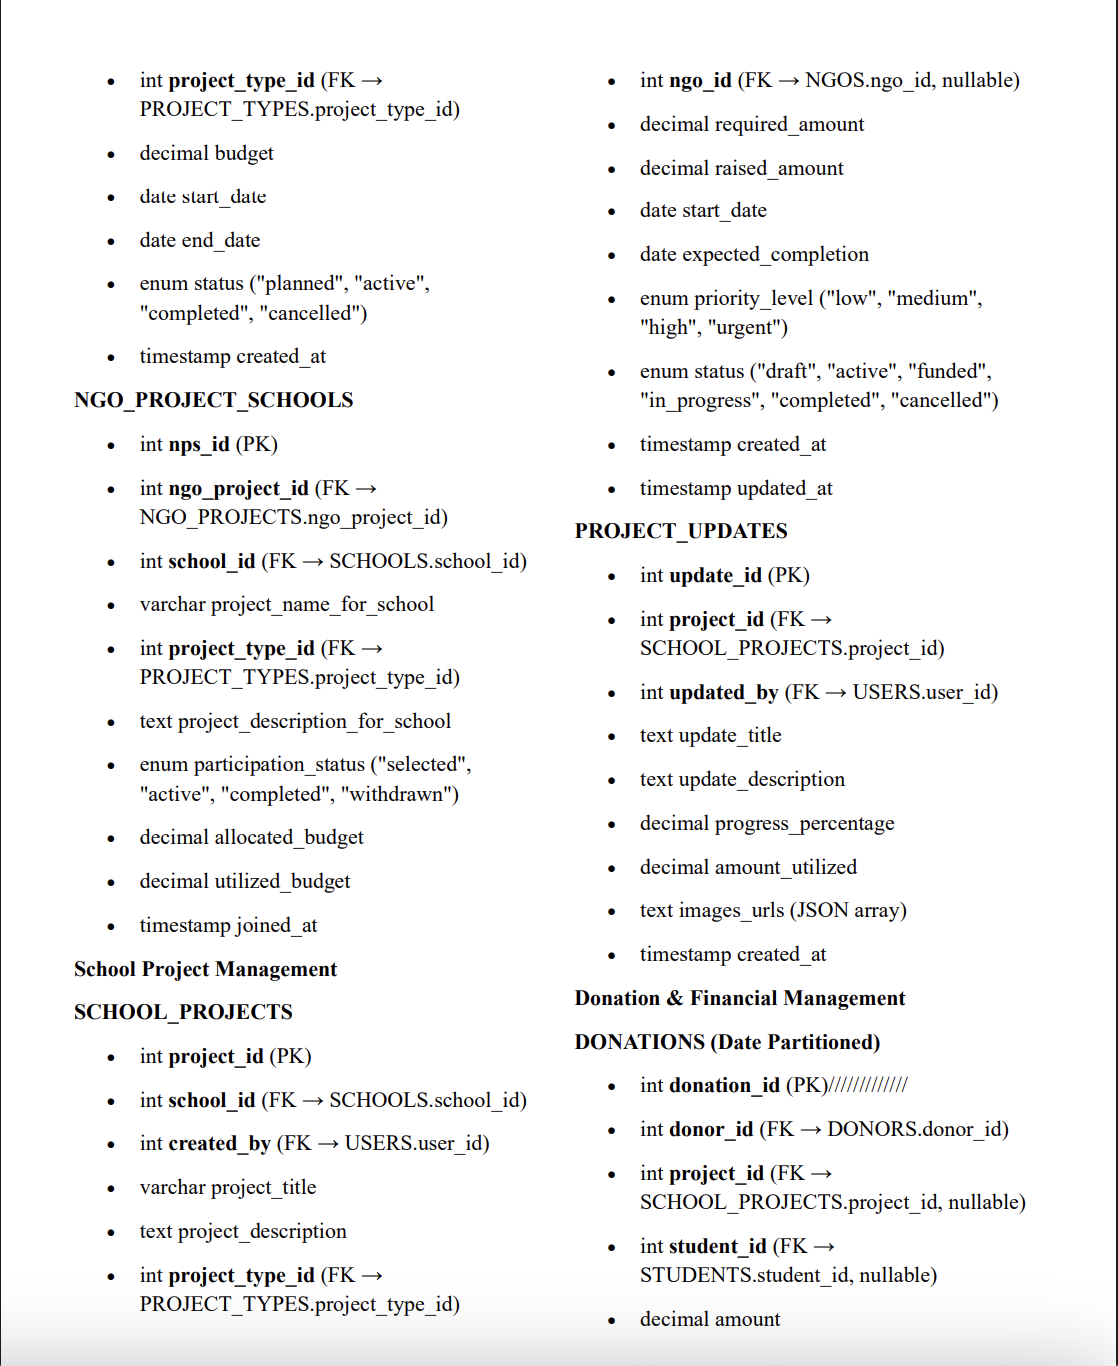 • int project_type_id (FK →
PROJECT_TYPES.project_type_id)
• decimal budget
• date start_date
• date end_date
• enum status ("planned", "active",
"completed", "cancelled")
• timestamp created_at
NGO_PROJECT_SCHOOLS
• int nps_id (PK)
• int ngo_project_id (FK →
NGO_PROJECTS.ngo_project_id)
• int school_id (FK → SCHOOLS.school_id)
• varchar project_name_for_school
• int project_type_id (FK →
PROJECT_TYPES.project_type_id)
• text project_description_for_school
• enum participation_status ("selected",
"active", "completed", "withdrawn")
• decimal allocated_budget
• decimal utilized_budget
• timestamp joined_at
School Project Management
SCHOOL_PROJECTS
• int project_id (PK)
• int school_id (FK → SCHOOLS.school_id)
• int created_by (FK → USERS.user_id)
• varchar project_title
• text project_description
• int project_type_id (FK →
PROJECT_TYPES.project_type_id)
• int ngo_id (FK → NGOS.ngo_id, nullable)
• decimal required_amount
• decimal raised_amount
• date start_date
• date expected_completion
• enum priority_level ("low", "medium",
"high", "urgent")
• enum status ("draft", "active", "funded",
"in_progress", "completed", "cancelled")
• timestamp created_at
• timestamp updated_at
PROJECT_UPDATES
• int update_id (PK)
• int project_id (FK →
SCHOOL_PROJECTS.project_id)
• int updated_by (FK → USERS.user_id)
• text update_title
• text update_description
• decimal progress_percentage
• decimal amount_utilized
• text images_urls (JSON array)
• timestamp created_at
Donation & Financial Management
DONATIONS (Date Partitioned)
• int donation_id (PK)/////////////
• int donor_id (FK → DONORS.donor_id)
• int project_id (FK →
SCHOOL_PROJECTS.project_id, nullable)
• int student_id (FK →
STUDENTS.student_id, nullable)
• decimal amount